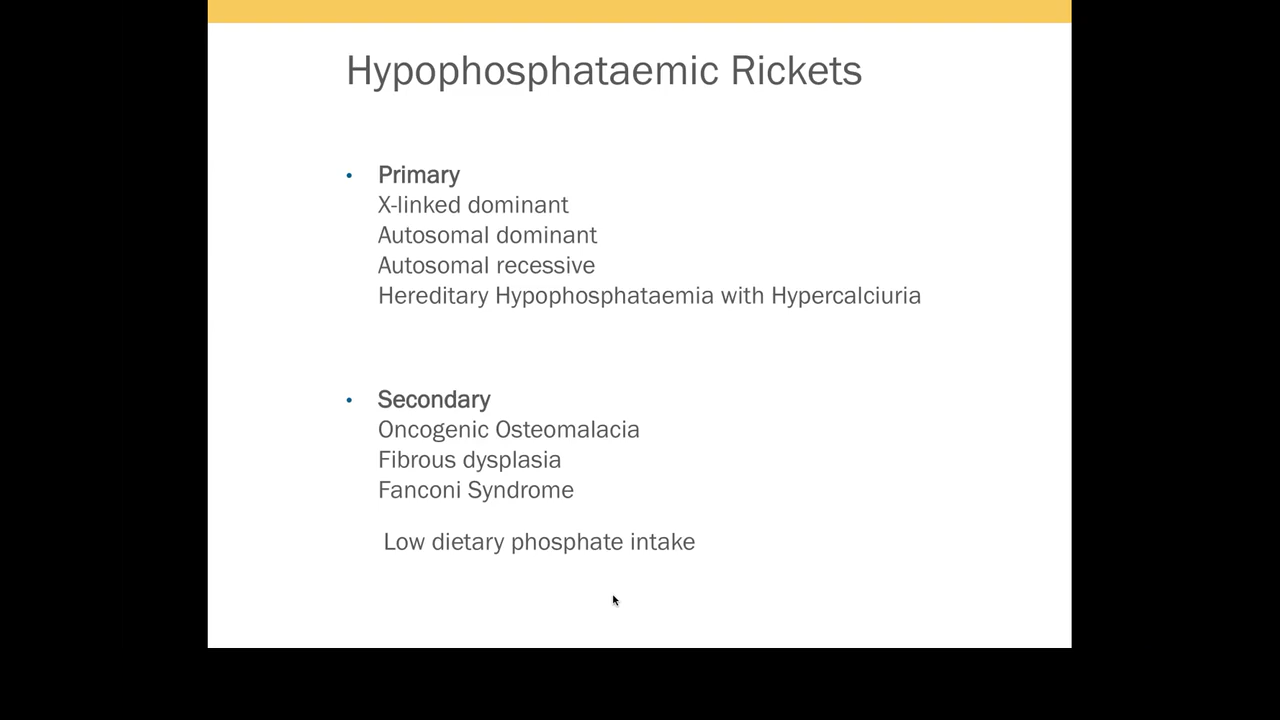 Hypophosphataemic Rickets
• Primary
X-linked dominant
Autosomal dominant
Autosomal recessive
Hereditary Hypophosphataemia with Hypercalciuria
• Secondary
Oncogenic Osteomalacia
Fibrous dysplasia
Fanconi Syndrome
Low dietary phosphate intake